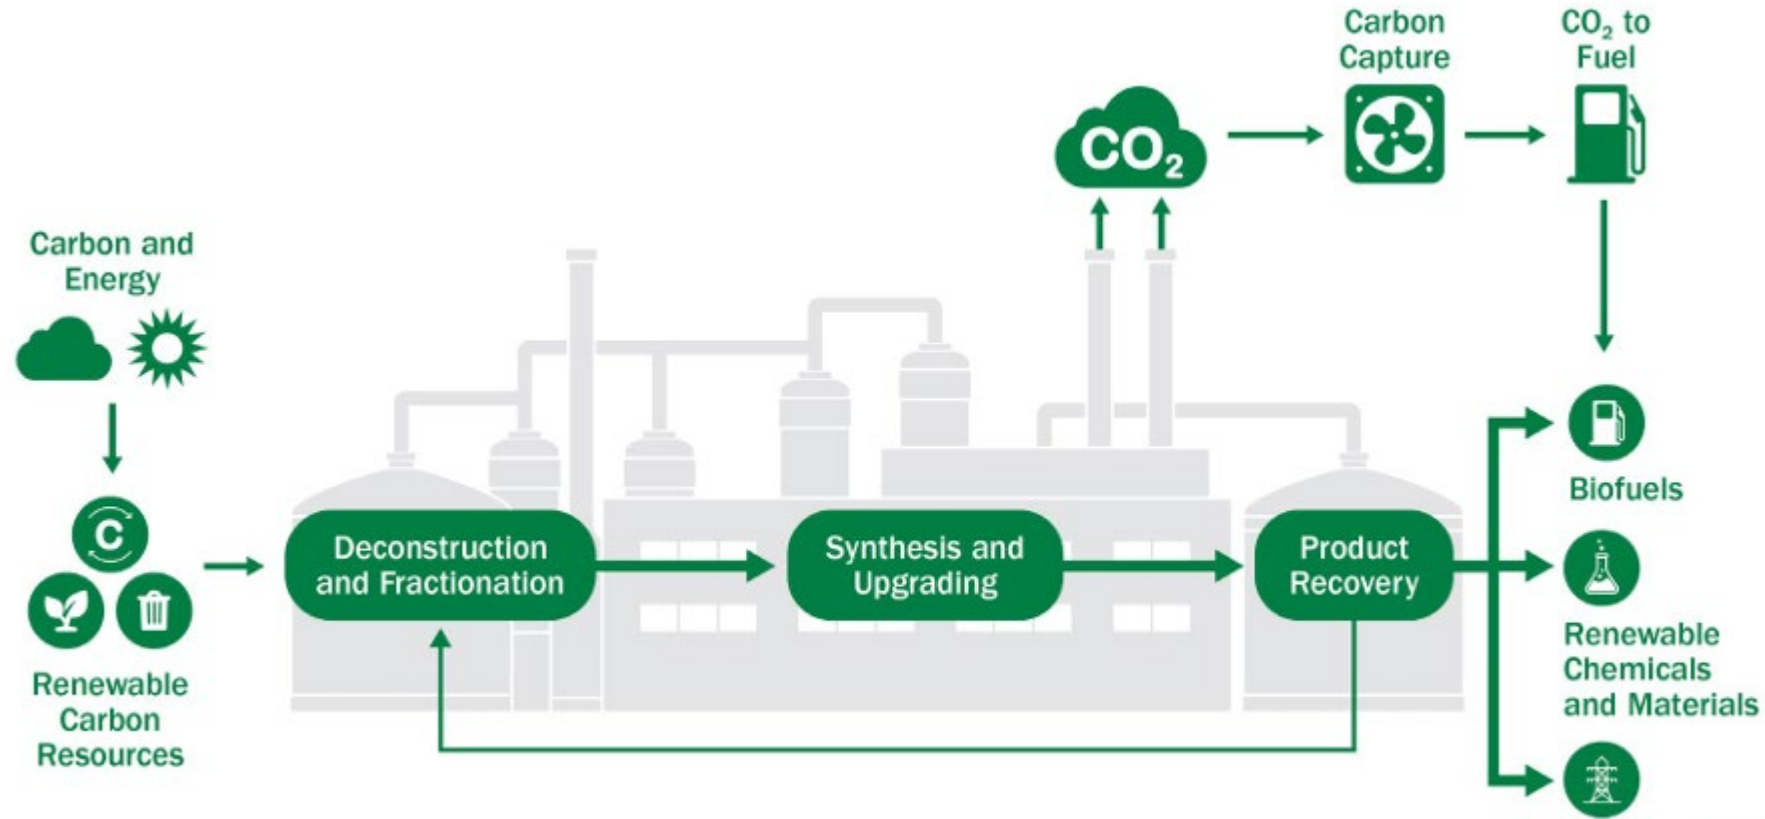 Carbon
Capture
CO₂ to
Fuel
CO₂
Carbon and
Energy
C
Renewable
Carbon
Resources
Deconstruction
and Fractionation
Synthesis and
Upgrading
Product
Recovery
Biofuels
Renewable
Chemicals
and Materials